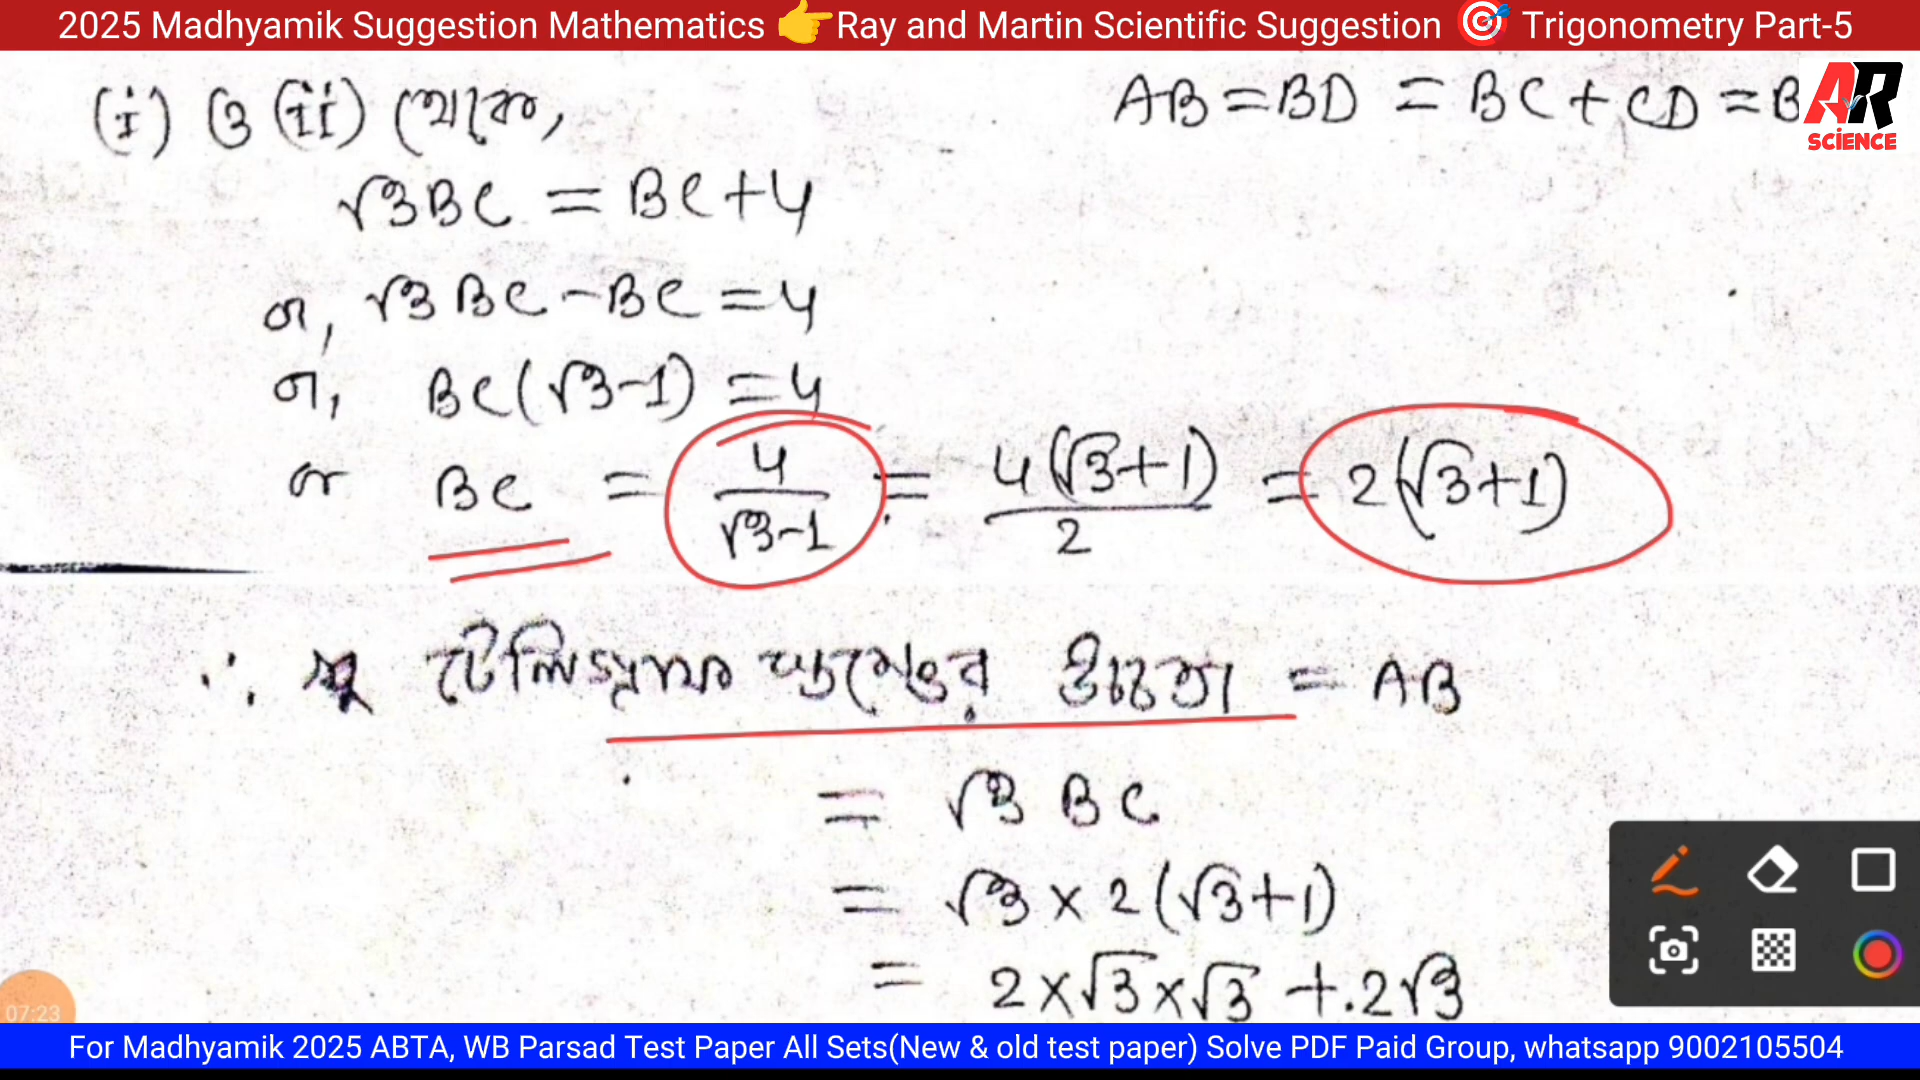 2025 Madhyamik Suggestion Mathematics 👉Ray and Martin Scientific Suggestion 🎯 Trigonometry Part-5
(i) ও (ii) থেকে,
AB = BD = BC + CD = B
AR
SCIENCE
√3BC = BC + 4
বা, √3 BC - BC = 4
বা, BC(√3-1) = 4
বা BC = 4/(√3-1) = 4(√3+1)/2 = 2(√3+1)
∴ টেলিগ্রাফ স্তম্ভের উচ্চতা = AB
= √3 BC
= √3 × 2(√3+1)
= 2×√3×√3 + 2√3
07:23
For Madhyamik 2025 ABTA, WB Parsad Test Paper All Sets(New & old test paper) Solve PDF Paid Group, whatsapp 9002105504